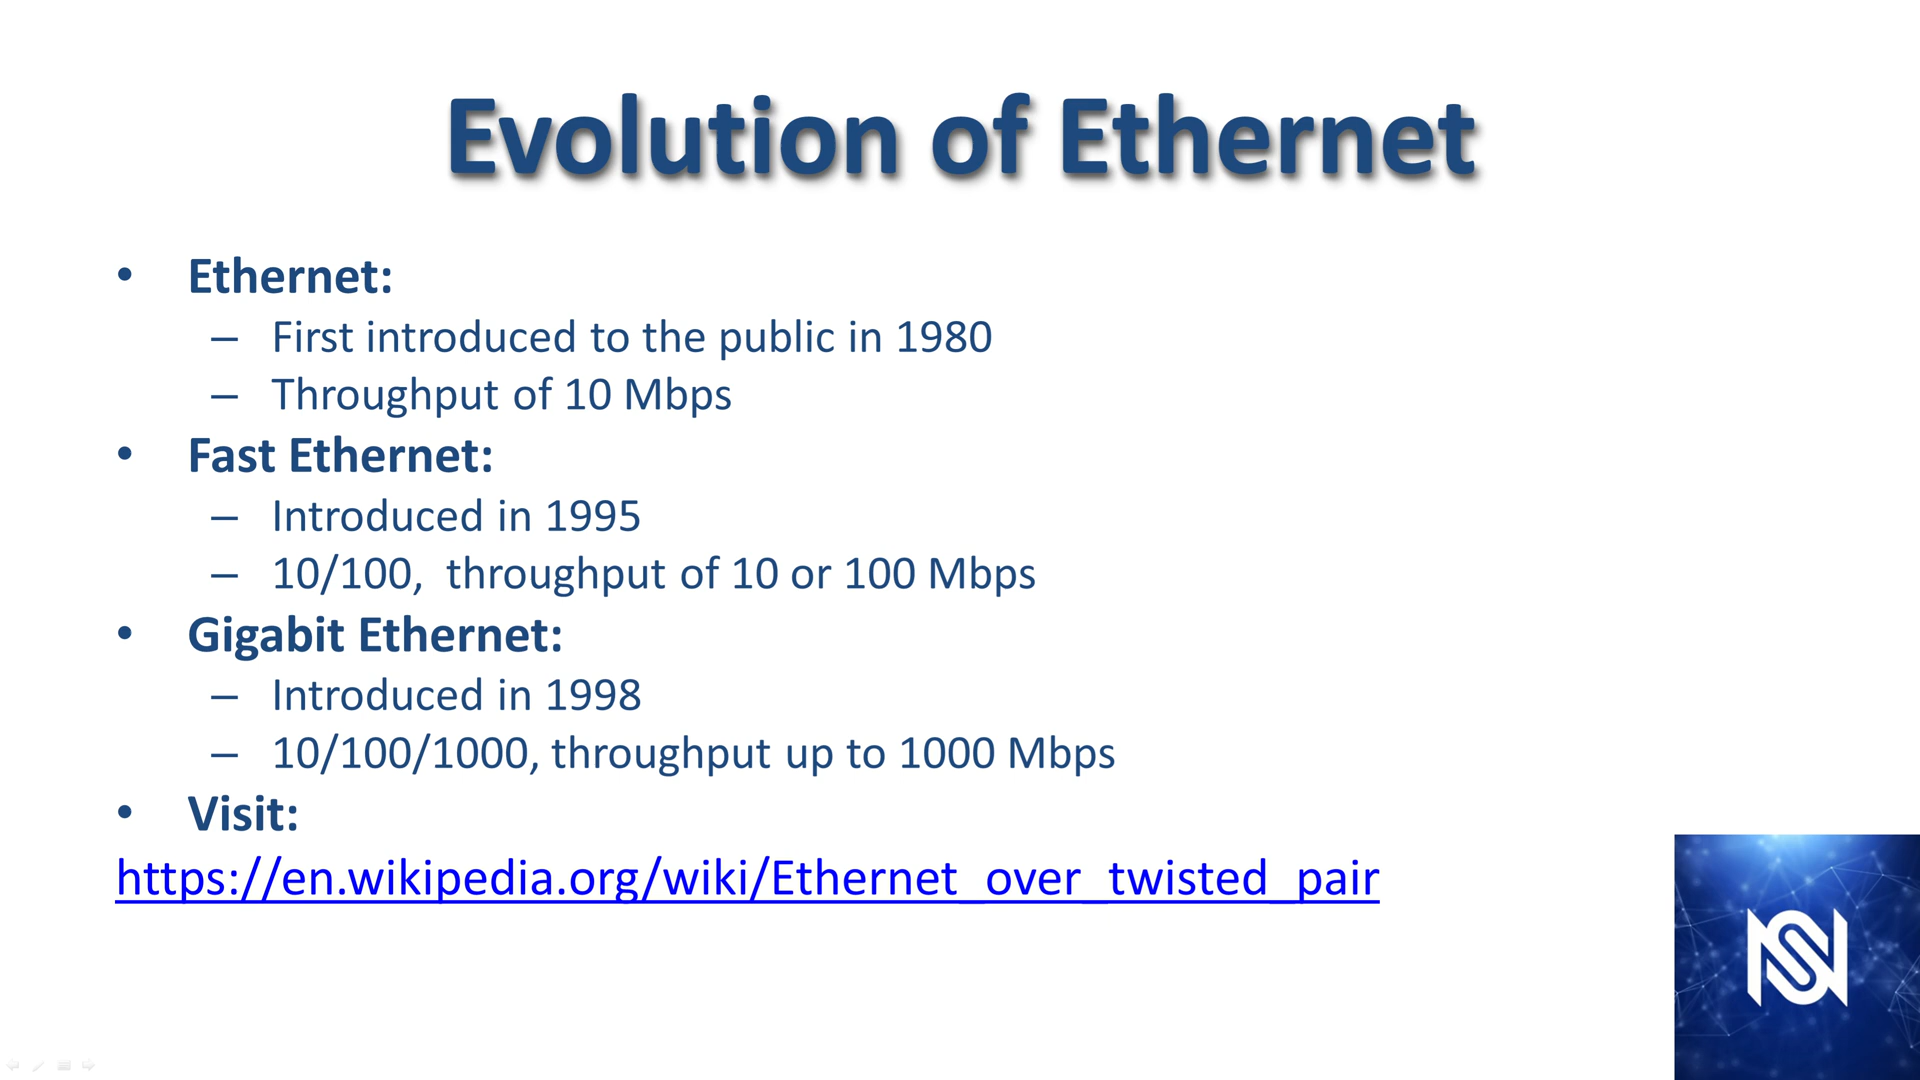 Evolution of Ethernet
• Ethernet:
– First introduced to the public in 1980
– Throughput of 10 Mbps
• Fast Ethernet:
– Introduced in 1995
– 10/100,  throughput of 10 or 100 Mbps
• Gigabit Ethernet:
– Introduced in 1998
– 10/100/1000, throughput up to 1000 Mbps
• Visit:
https://en.wikipedia.org/wiki/Ethernet_over_twisted_pair